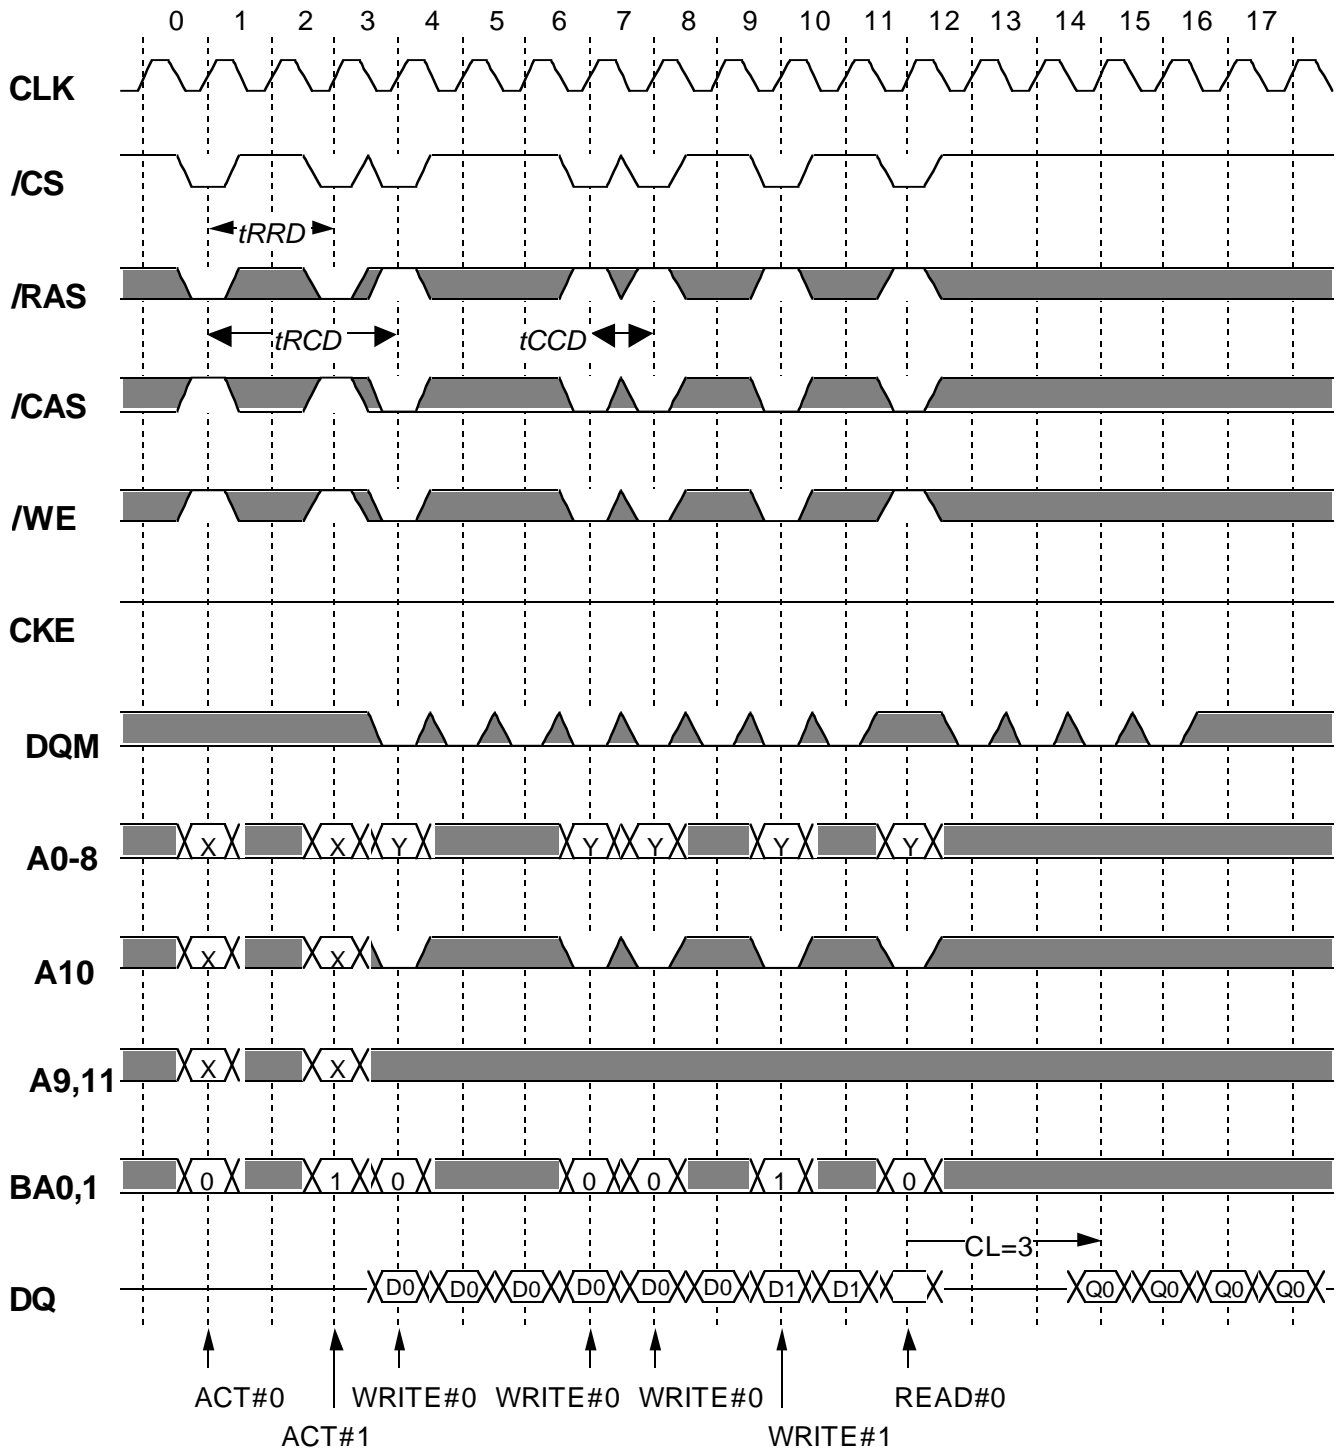 0 1 2 3 4 5 6 7 8 9 10 11 12 13 14 15 16 17
CLK
/CS
tRRD
/RAS
tRCD tCCD
/CAS
/WE
CKE
DQM
A0-8 X X Y Y Y Y Y
A10 X X
A9,11 X X
BA0,1 0 1 0 0 0 1 0
CL=3
DQ D0 D0 D0 D0 D0 D0 D1 D1 Q0 Q0 Q0 Q0
ACT#0 WRITE#0 WRITE#0 WRITE#0 READ#0
ACT#1 WRITE#1